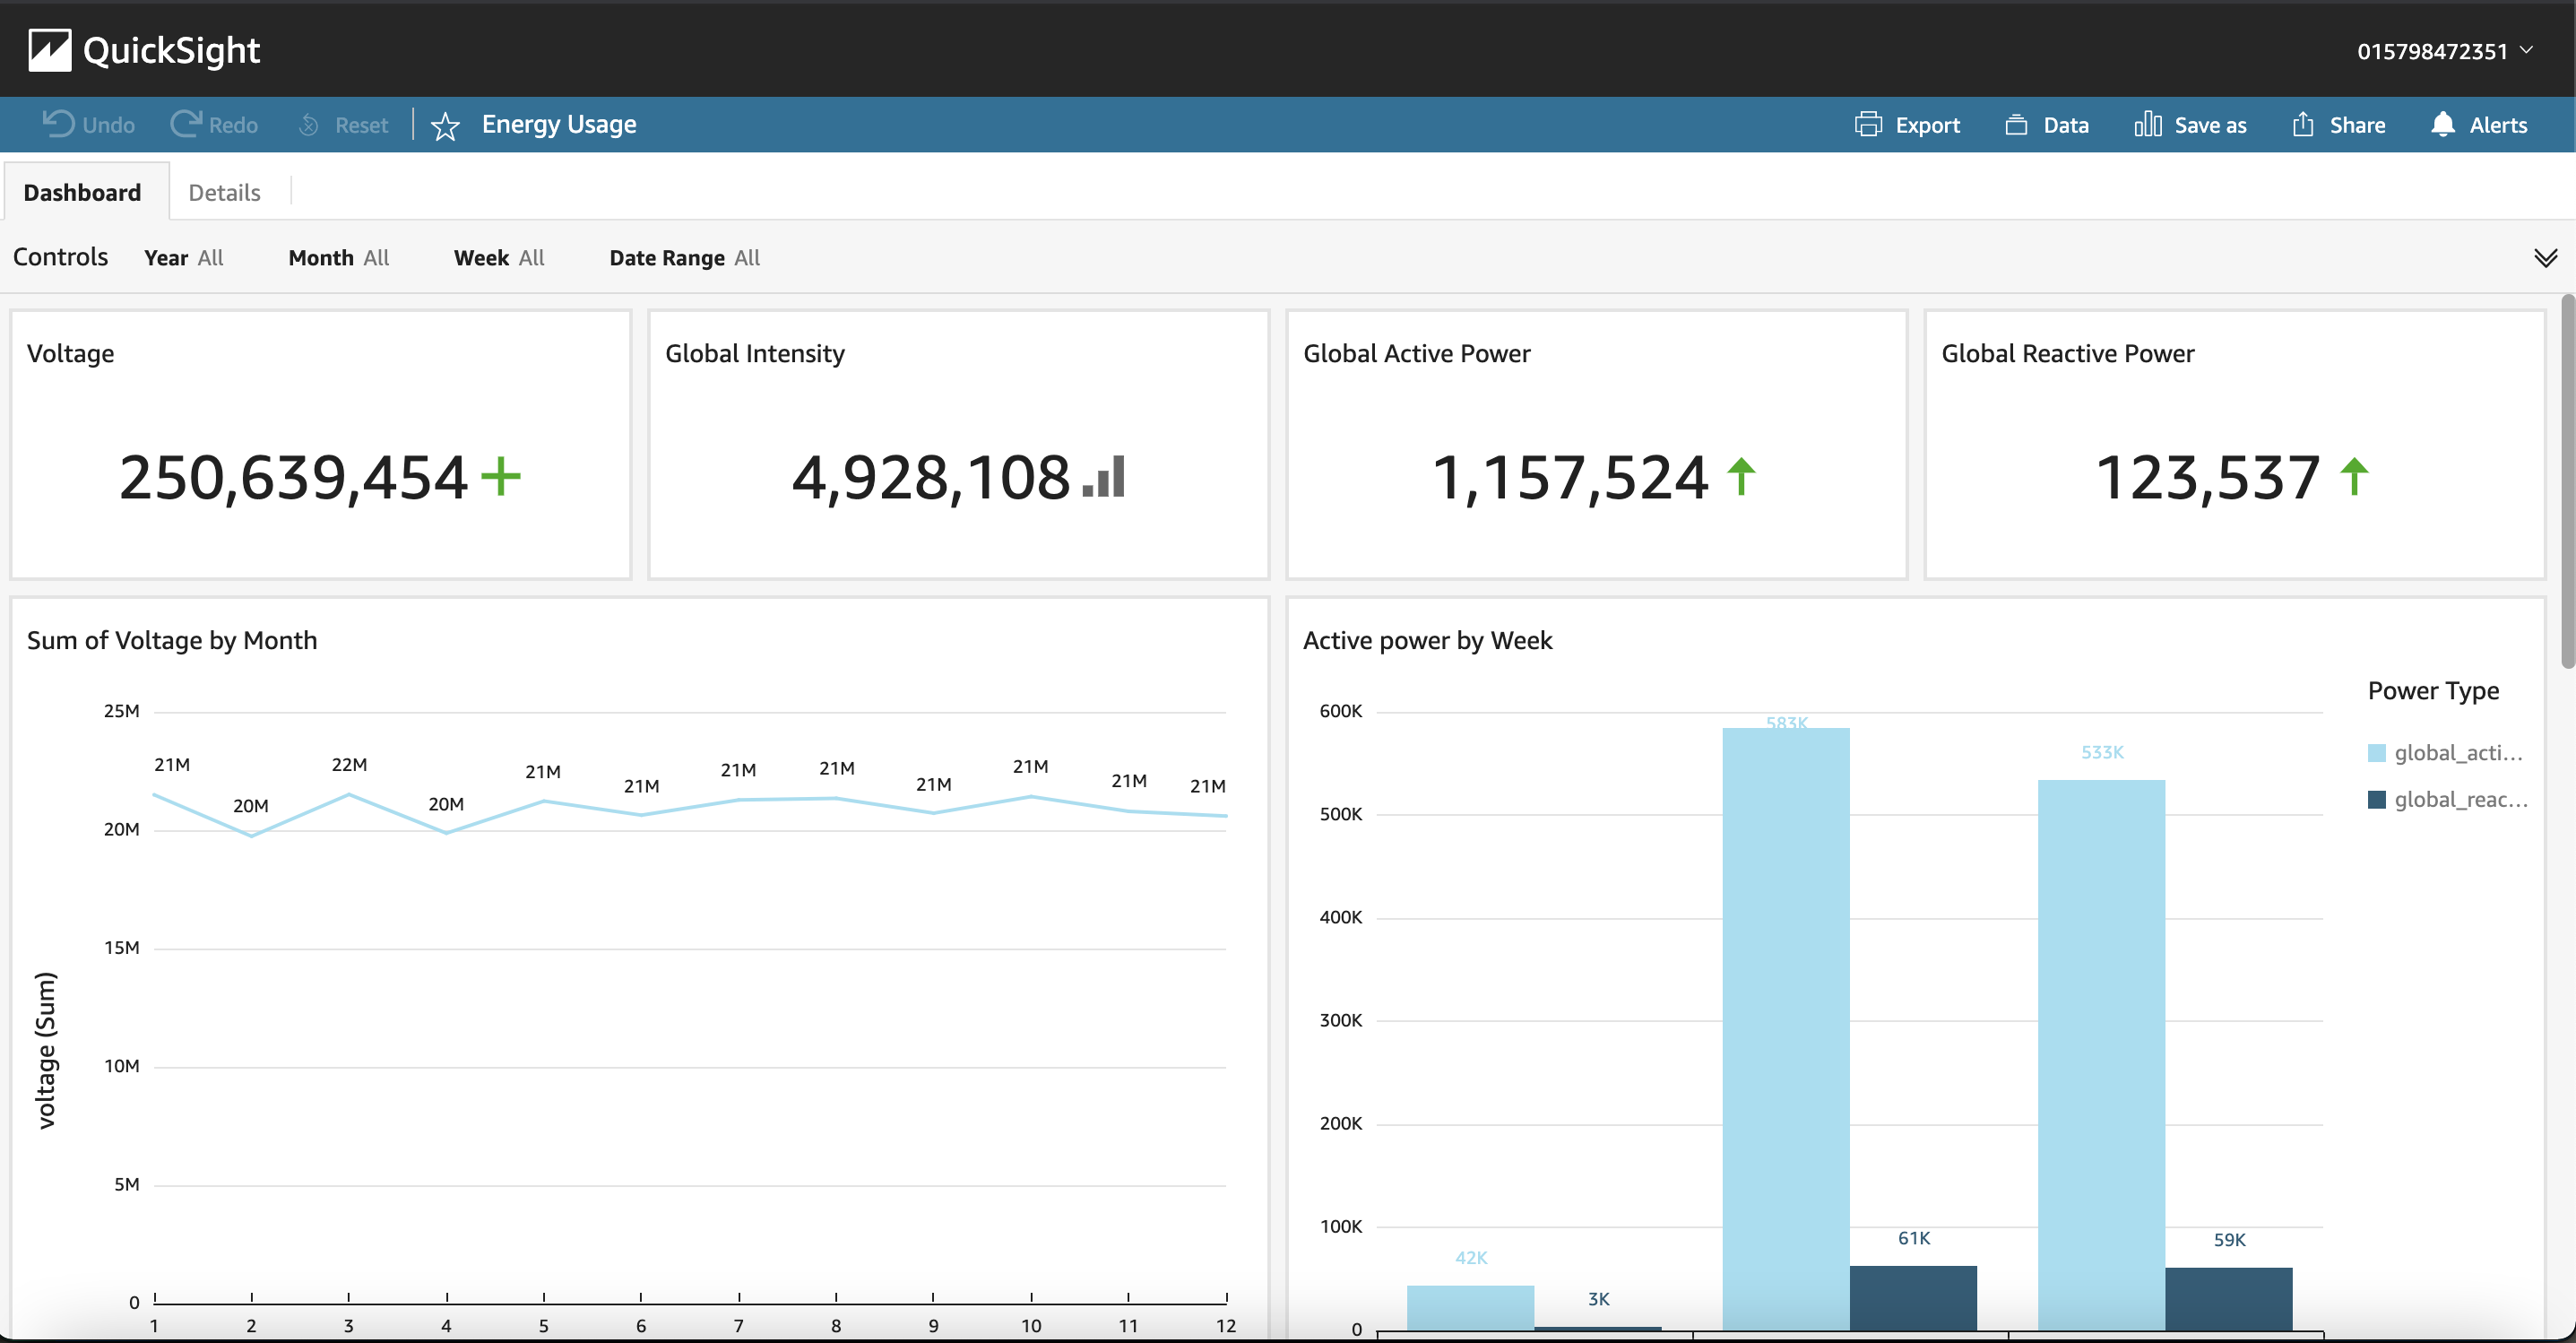 QuickSight
015798472351
Undo Redo Reset Energy Usage Export Data Save as Share Alerts
Dashboard Details
Controls Year All Month All Week All Date Range All
Voltage
250,639,454
Global Intensity
4,928,108
Global Active Power
1,157,524
Global Reactive Power
123,537
Sum of Voltage by Month
voltage (Sum)
25M
20M
15M
10M
5M
0
21M 20M 22M 20M 21M 21M 21M 21M 21M 21M 21M 21M
1 2 3 4 5 6 7 8 9 10 11 12
Active power by Week
600K
500K
400K
300K
200K
100K
0
42K 3K 583K 61K 533K 59K
Power Type
global_acti...
global_reac...